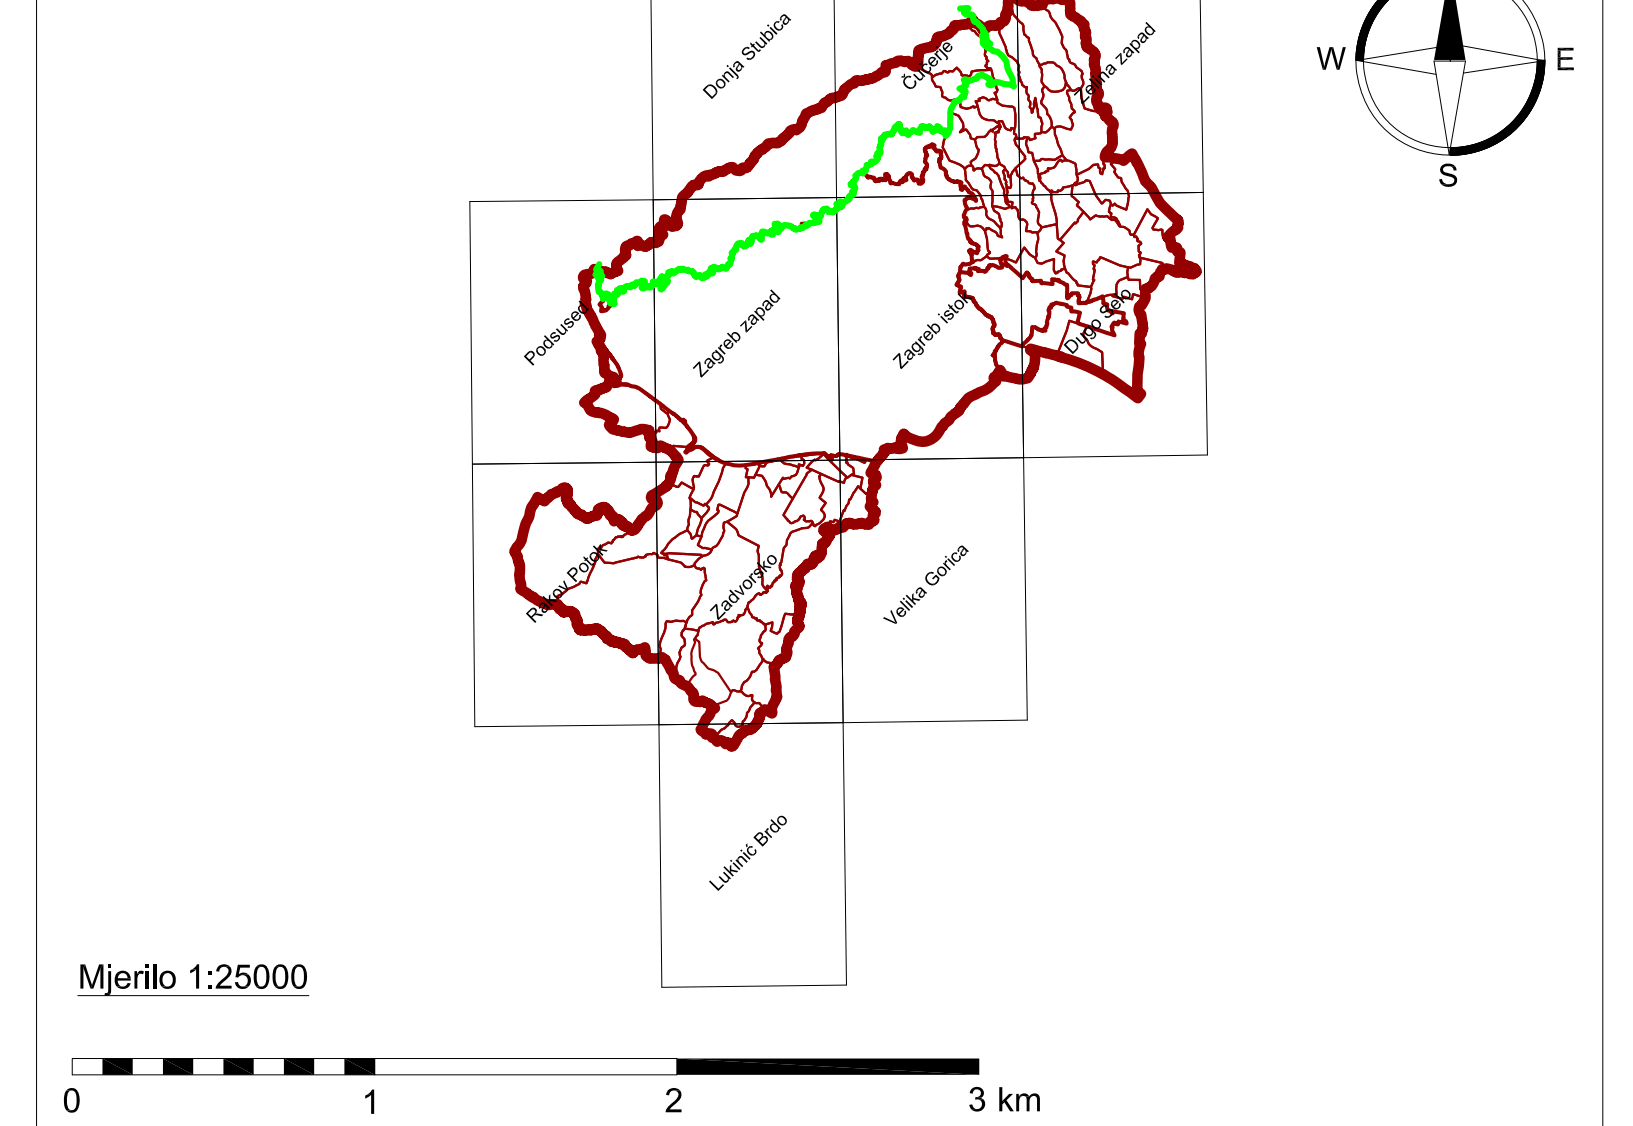 Donja Stubica
Čučerje
Zelina zapad
W
E
S
Podsused
Zagreb zapad
Zagreb istok
Dugo Selo
Rakov Potok
Zadvorsko
Velika Gorica
Lukinić Brdo
Mjerilo 1:25000
0
1
2
3 km